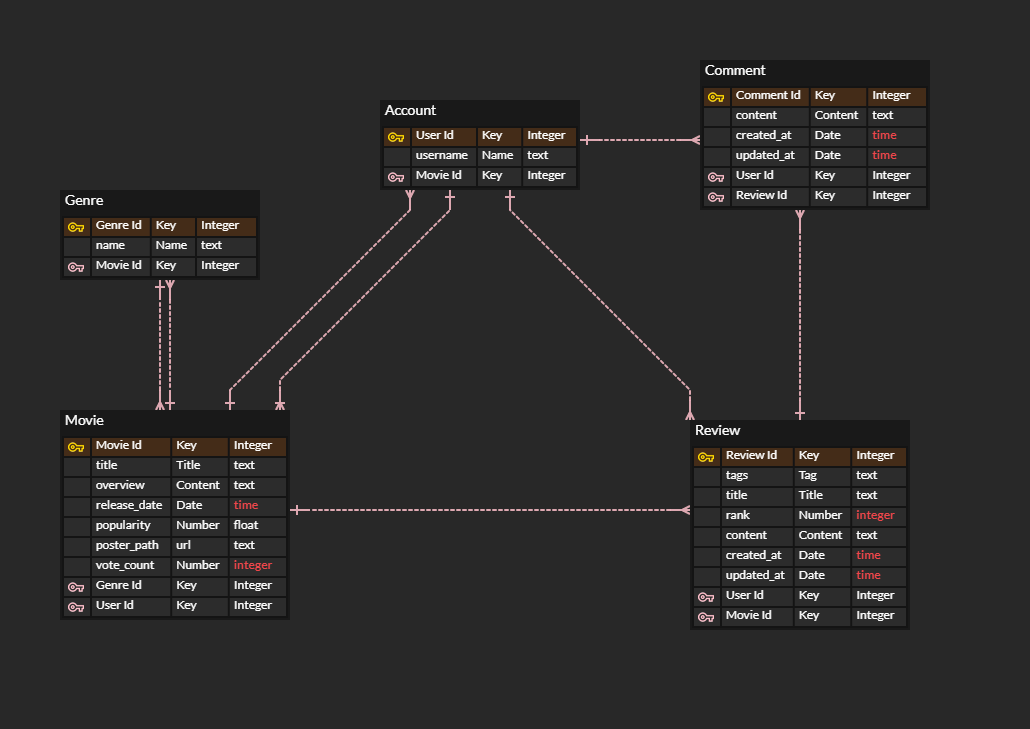 Comment
Comment Id Key Integer
content Content text
created_at Date time
updated_at Date time
User Id Key Integer
Review Id Key Integer
Account
User Id Key Integer
username Name text
Movie Id Key Integer
Genre
Genre Id Key Integer
name Name text
Movie Id Key Integer
Movie
Movie Id Key Integer
title Title text
overview Content text
release_date Date time
popularity Number float
poster_path url text
vote_count Number integer
Genre Id Key Integer
User Id Key Integer
Review
Review Id Key Integer
tags Tag text
title Title text
rank Number integer
content Content text
created_at Date time
updated_at Date time
User Id Key Integer
Movie Id Key Integer